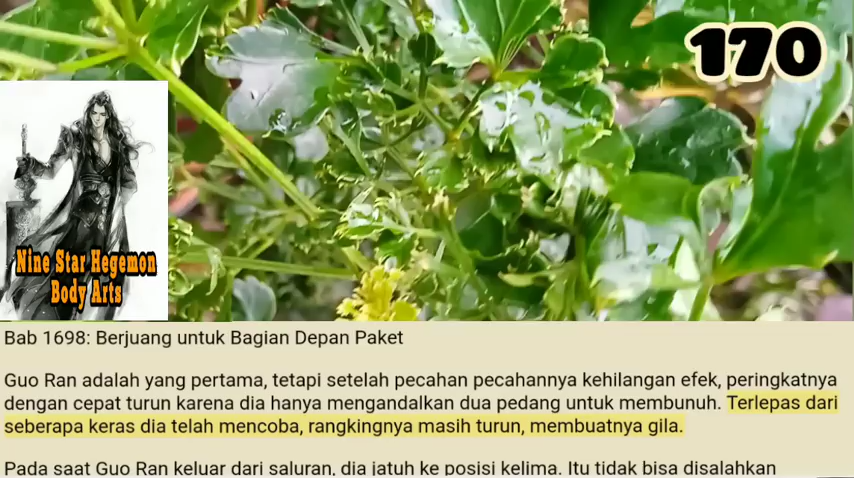 170
Nine Star Hegemon
Body Arts
Bab 1698: Berjuang untuk Bagian Depan Paket
Guo Ran adalah yang pertama, tetapi setelah pecahan pecahannya kehilangan efek, peringkatnya
dengan cepat turun karena dia hanya mengandalkan dua pedang untuk membunuh. Terlepas dari
seberapa keras dia telah mencoba, rangkingnya masih turun, membuatnya gila.
Pada saat Guo Ran keluar dari saluran, dia jatuh ke posisi kelima. Itu tidak bisa disalahkan